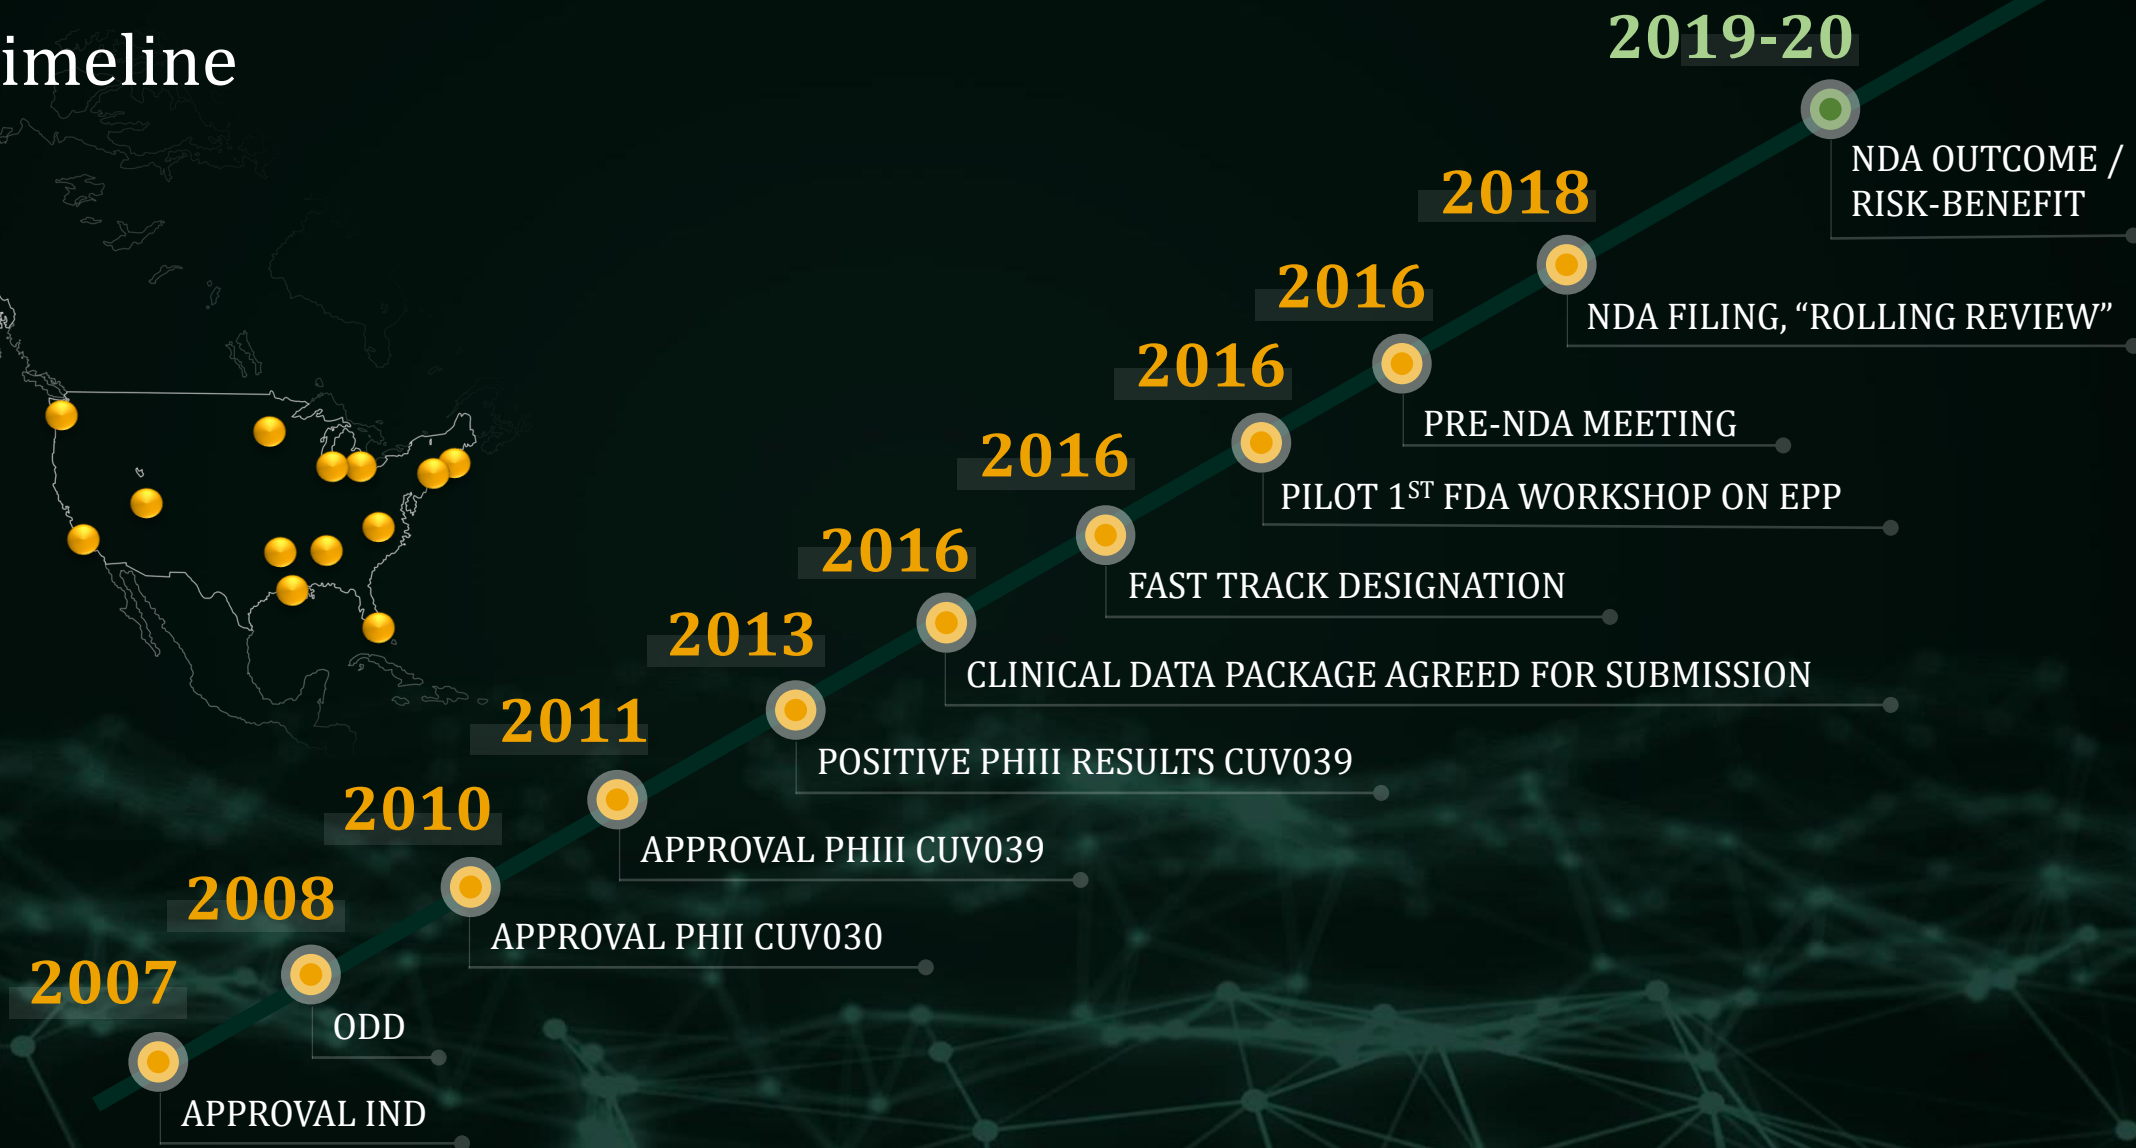 imeline
2019-20
NDA OUTCOME /
RISK-BENEFIT
2018
NDA FILING, “ROLLING REVIEW”
2016
PRE-NDA MEETING
2016
PILOT 1ST FDA WORKSHOP ON EPP
2016
FAST TRACK DESIGNATION
2016
CLINICAL DATA PACKAGE AGREED FOR SUBMISSION
2013
POSITIVE PHIII RESULTS CUV039
2011
APPROVAL PHIII CUV039
2010
APPROVAL PHII CUV030
2008
ODD
2007
APPROVAL IND